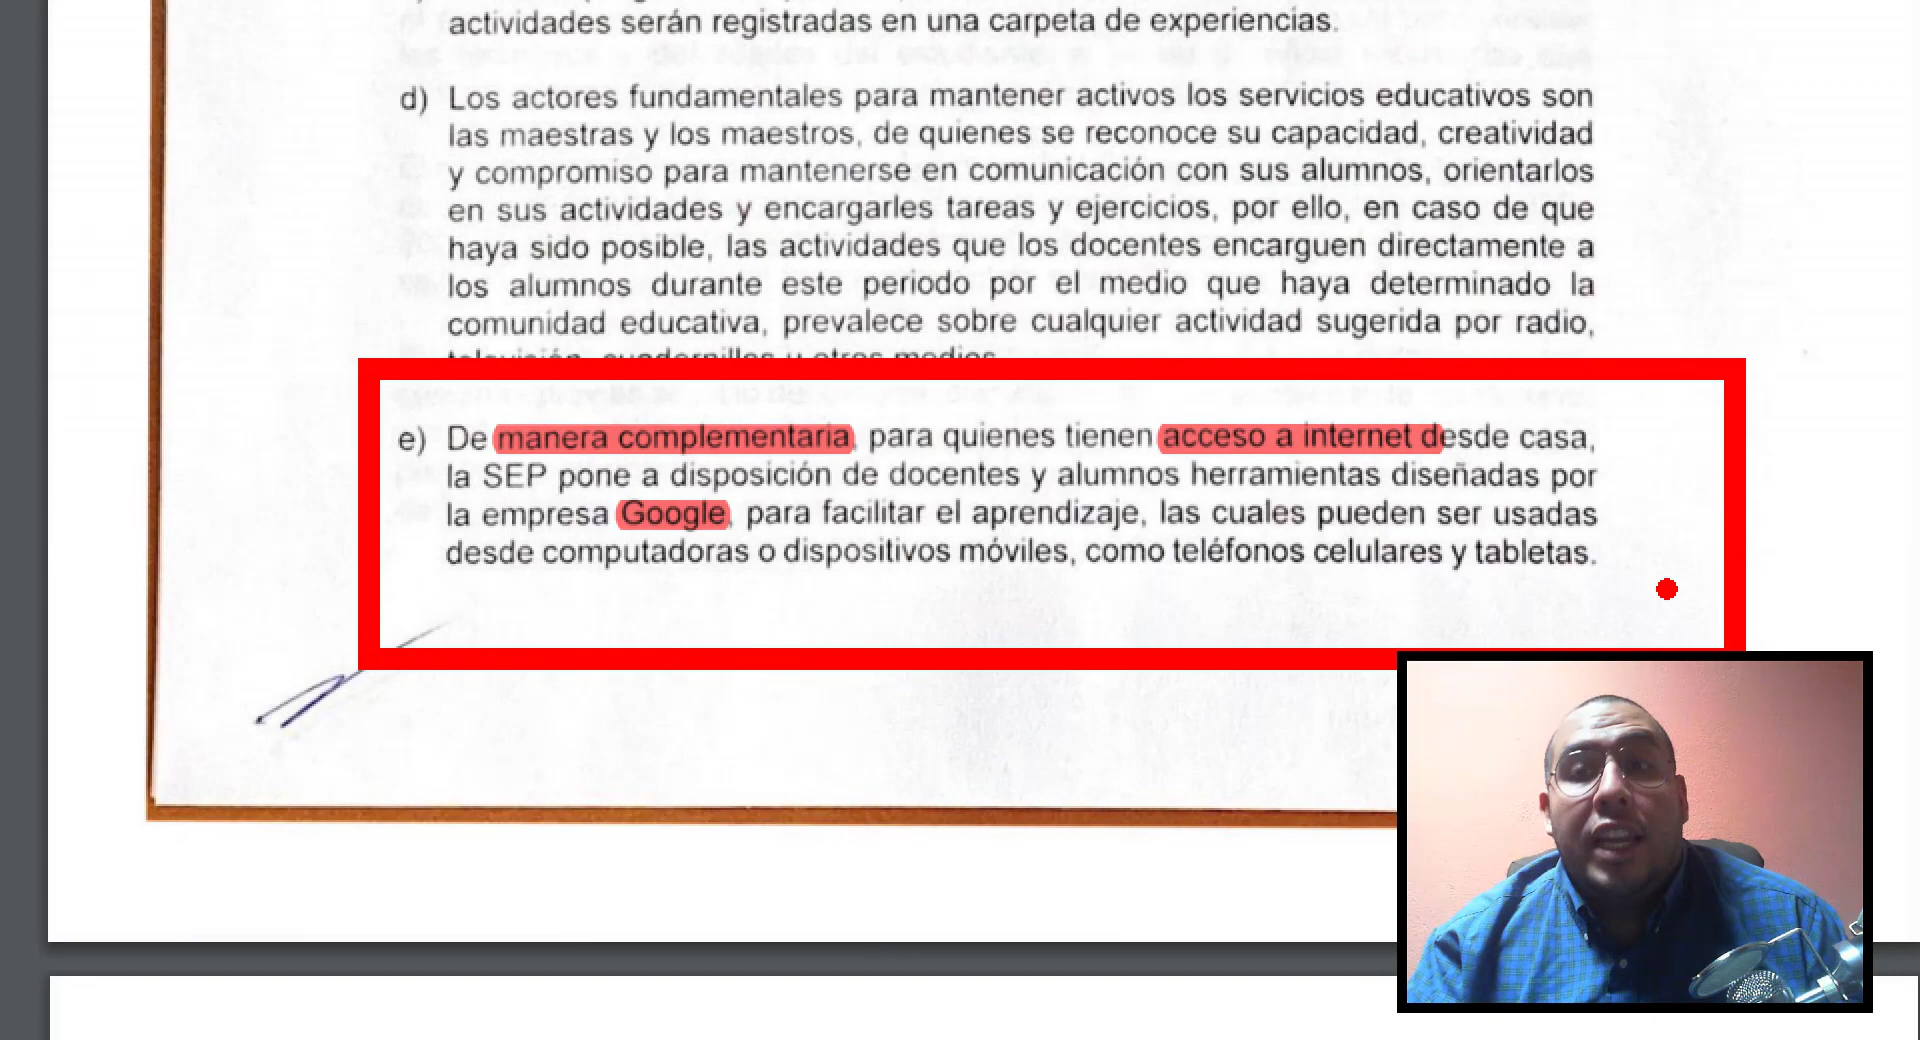 actividades serán registradas en una carpeta de experiencias.
d) Los actores fundamentales para mantener activos los servicios educativos son
las maestras y los maestros, de quienes se reconoce su capacidad, creatividad
y compromiso para mantenerse en comunicación con sus alumnos, orientarlos
en sus actividades y encargarles tareas y ejercicios, por ello, en caso de que
haya sido posible, las actividades que los docentes encarguen directamente a
los alumnos durante este periodo por el medio que haya determinado la
comunidad educativa, prevalece sobre cualquier actividad sugerida por radio,
televisión, cuadernillos u otros medios.
e) De manera complementaria, para quienes tienen acceso a internet desde casa,
la SEP pone a disposición de docentes y alumnos herramientas diseñadas por
la empresa Google, para facilitar el aprendizaje, las cuales pueden ser usadas
desde computadoras o dispositivos móviles, como teléfonos celulares y tabletas.